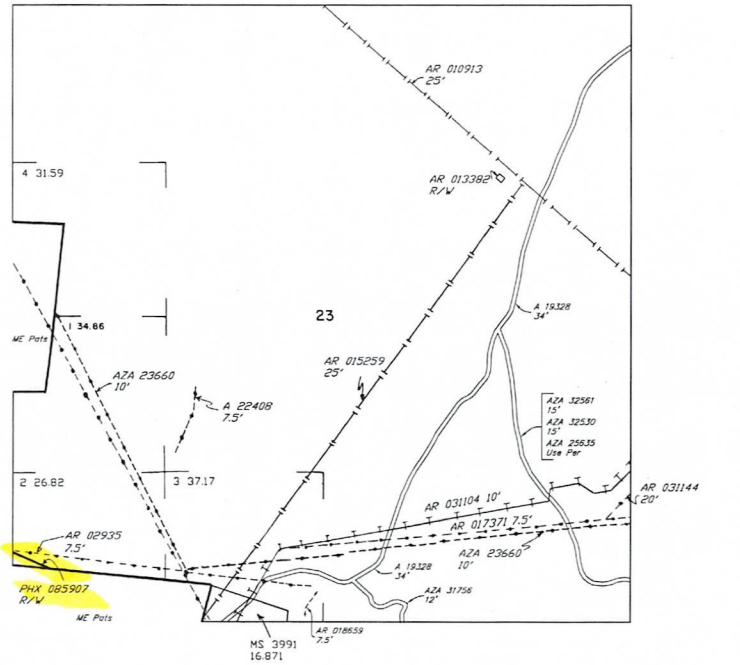 AR 010913
25'
4 31.59
AR 013382
R/W
A 19328
34'
23
1 34.86
ME Pats
AR 015259
25'
AZA 23660
10'
A 22408
7.5'
AZA 32561
15'
AZA 32530
15'
AZA 25635
Use Per
2 26.82
3 37.17
AR 031144
20'
AR 031104 10'
AR 017371 7.5'
AR 02935
7.5'
AZA 23660
10'
A 19328
34'
PHX 085907
R/W
AZA 31756
12'
ME Pats
AR 018659
7.5'
MS 3991
16.871